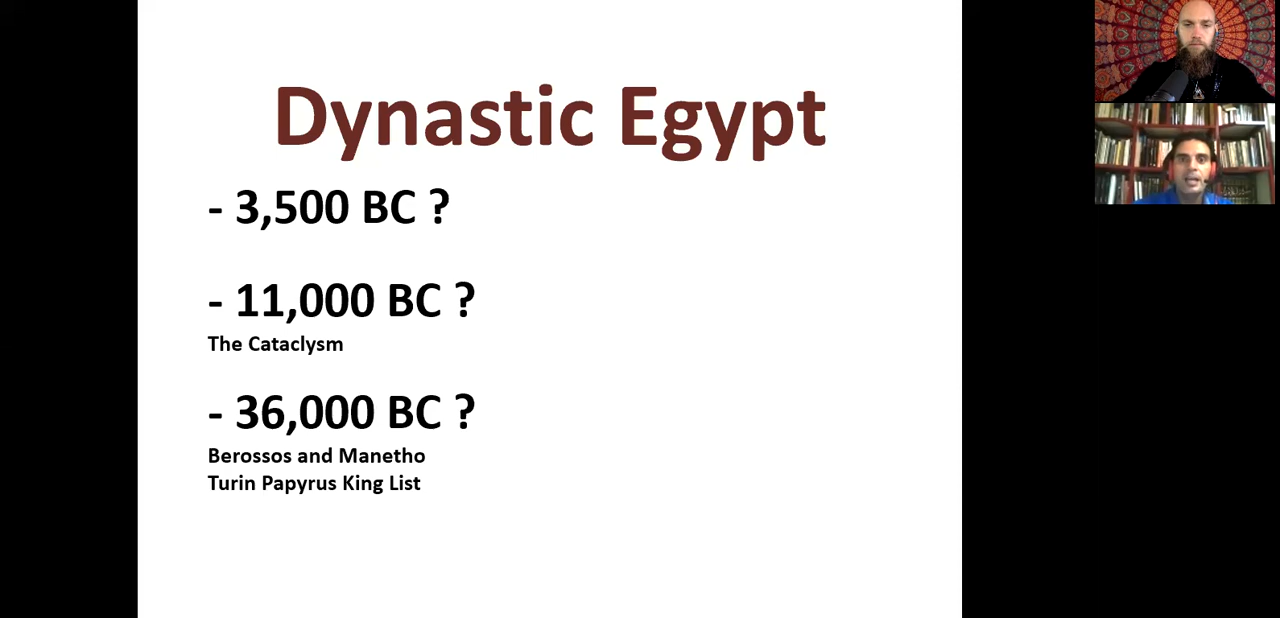 Dynastic Egypt
- 3,500 BC ?
- 11,000 BC ?
The Cataclysm
- 36,000 BC ?
Berossos and Manetho
Turin Papyrus King List